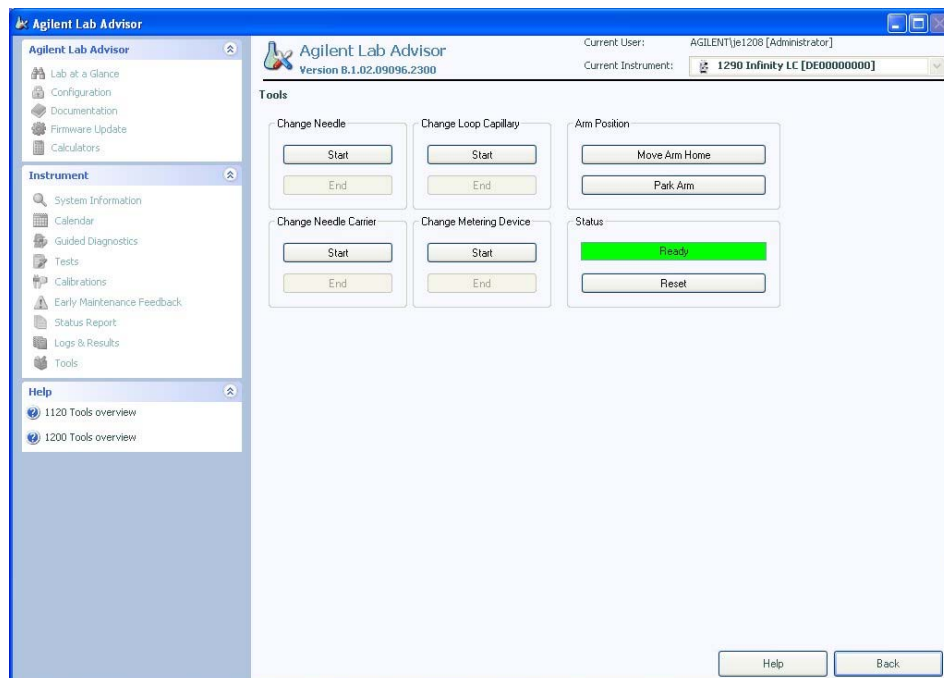 Agilent Lab Advisor
Agilent Lab Advisor
Lab at a Glance
Configuration
Documentation
Firmware Update
Calculators
Instrument
System Information
Calendar
Guided Diagnostics
Tests
Calibrations
Early Maintenance Feedback
Status Report
Logs & Results
Tools
Help
1120 Tools overview
1200 Tools overview
Agilent Lab Advisor
Version B.1.02.09096.2300
Current User: AGILENT\je1208 [Administrator]
Current Instrument: 1290 Infinity LC [DE00000000]
Tools
Change Needle
Start
End
Change Loop Capillary
Start
End
Arm Position
Move Arm Home
Park Arm
Change Needle Carrier
Start
End
Change Metering Device
Start
End
Status
Ready
Reset
Help
Back